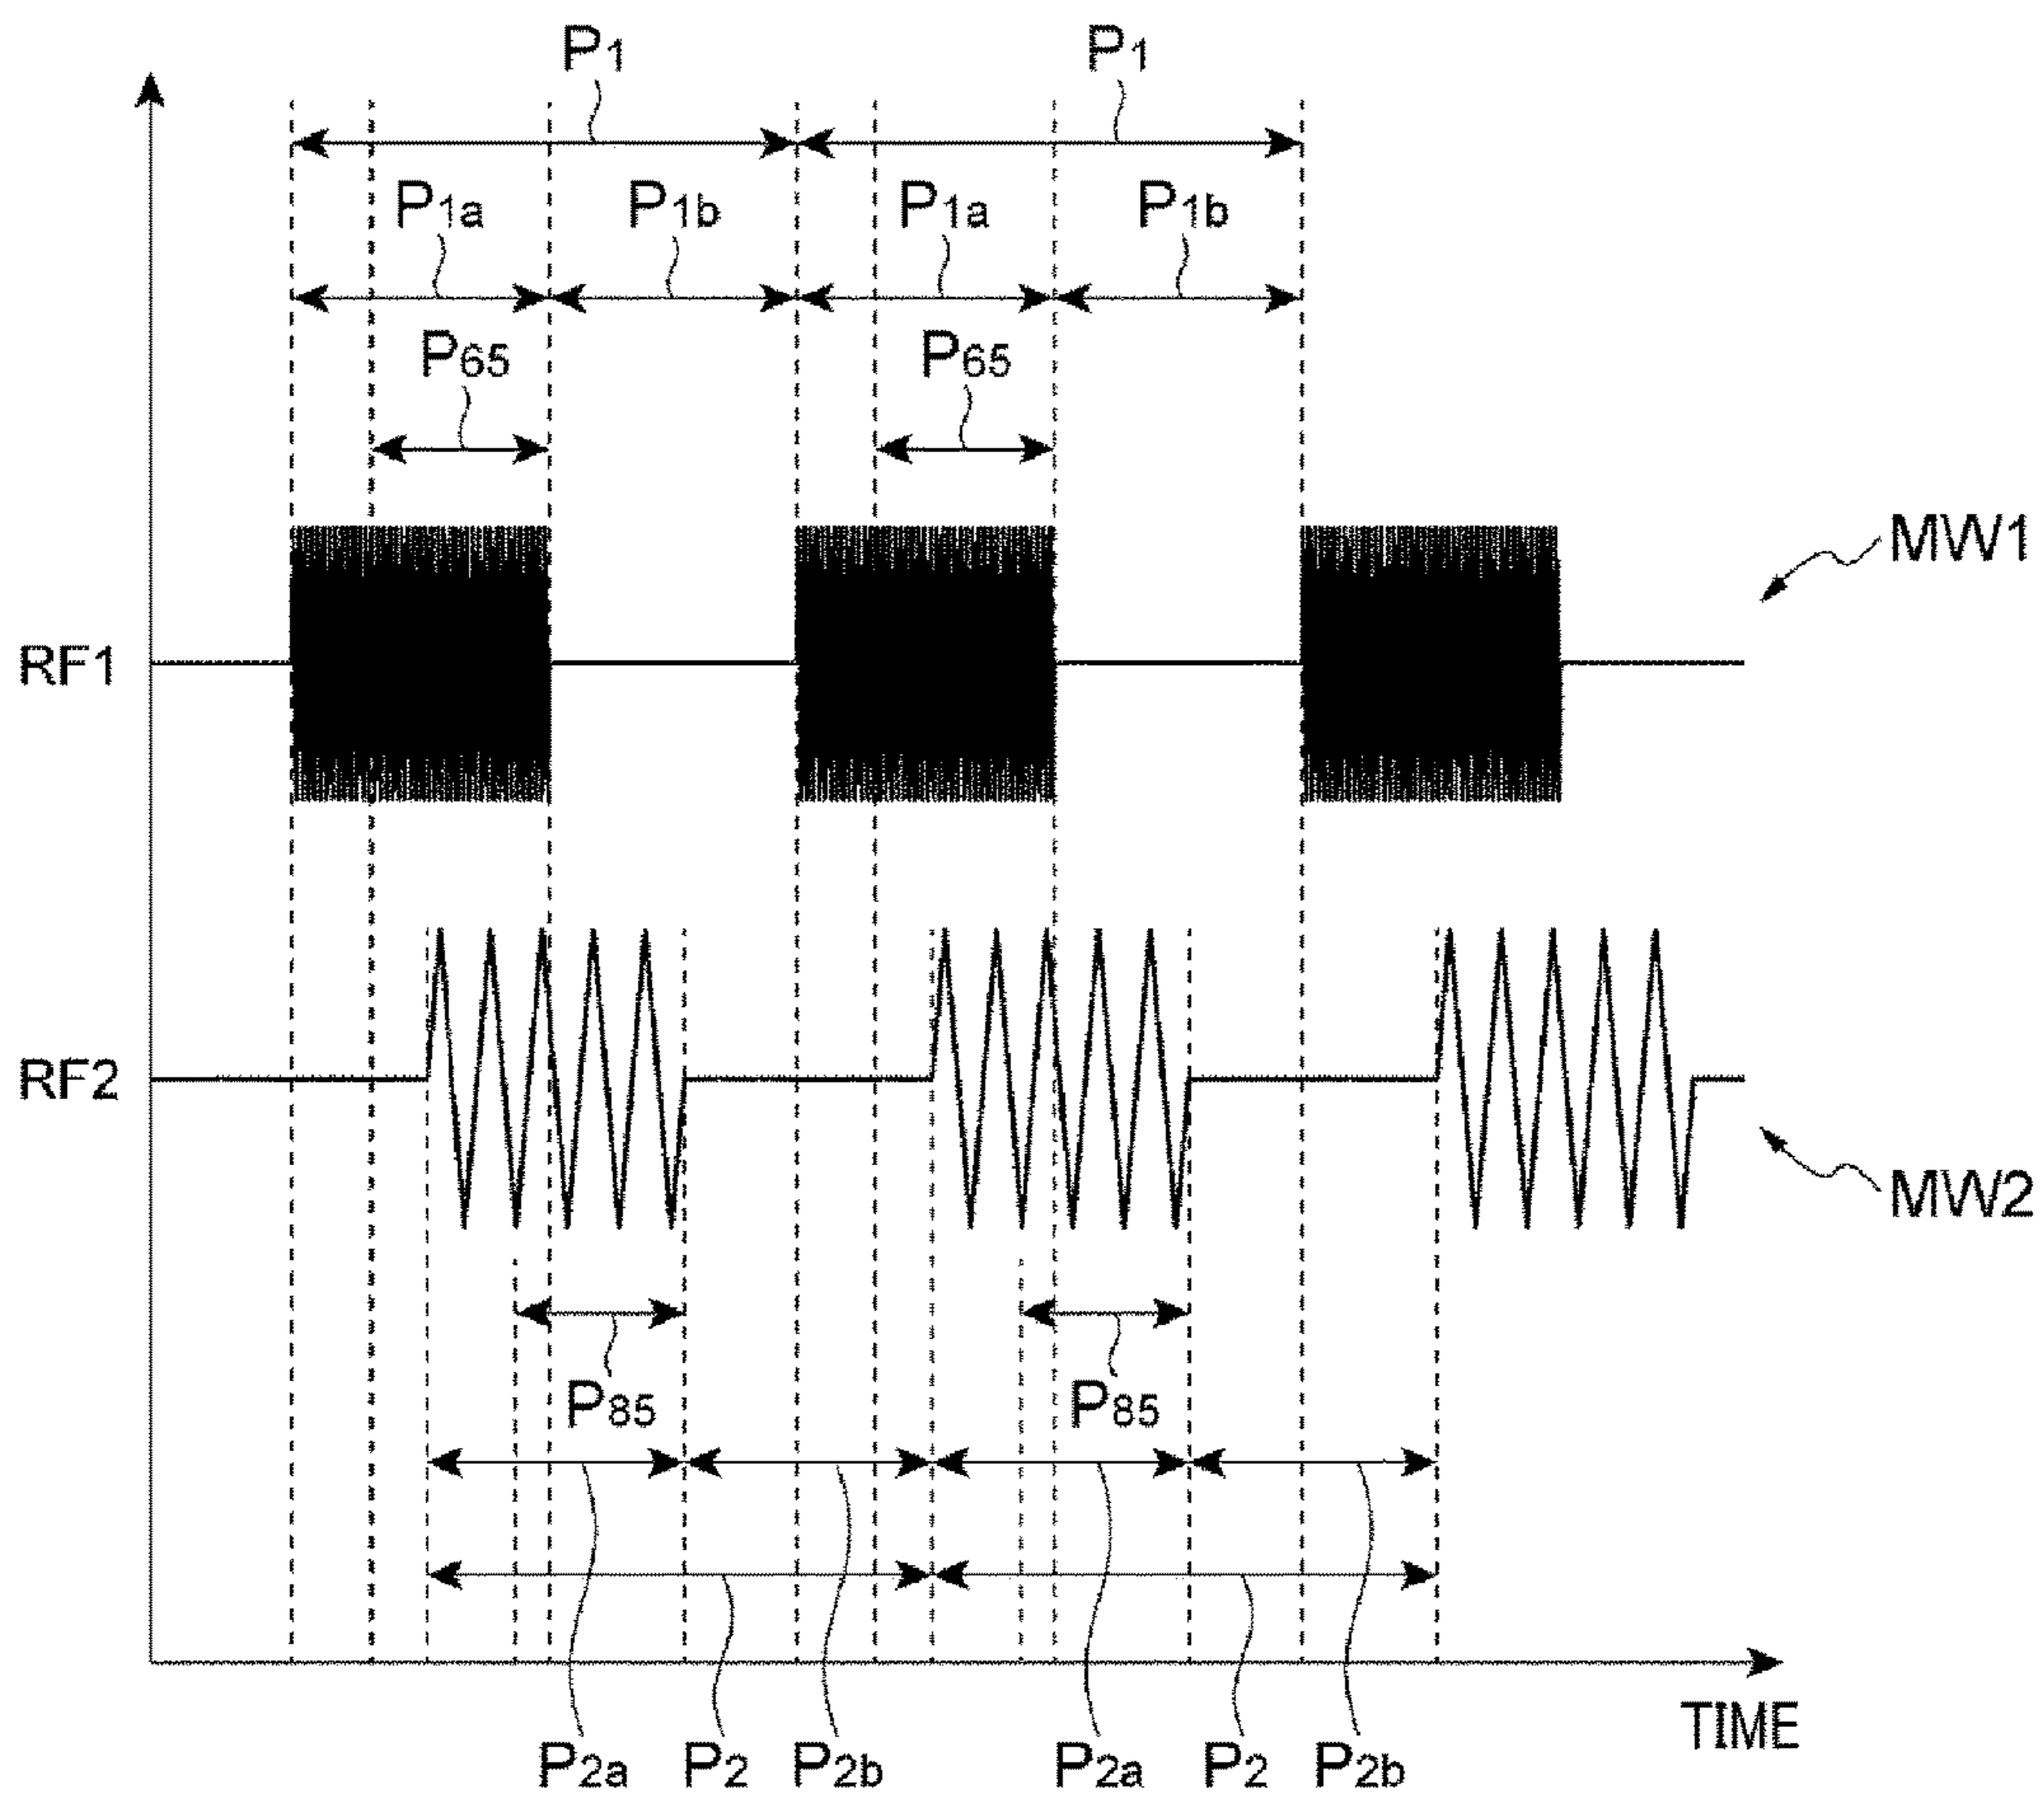 P1 P1
P1a P1b P1a P1b
P65 P65
MW1
RF1
RF2
MW2
P85 P85
TIME
P2a P2 P2b P2a P2 P2b